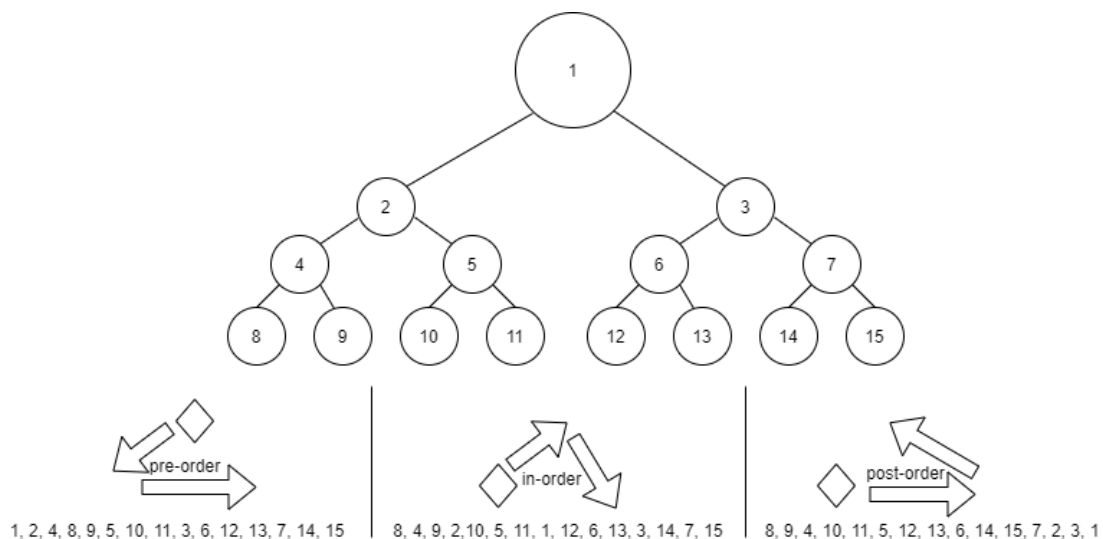 1
2 3
4 5 6 7
8 9 10 11 12 13 14 15
pre-order in-order post-order
1, 2, 4, 8, 9, 5, 10, 11, 3, 6, 12, 13, 7, 14, 15
8, 4, 9, 2,10, 5, 11, 1, 12, 6, 13, 3, 14, 7, 15
8, 9, 4, 10, 11, 5, 12, 13, 6, 14, 15, 7, 2, 3, 1